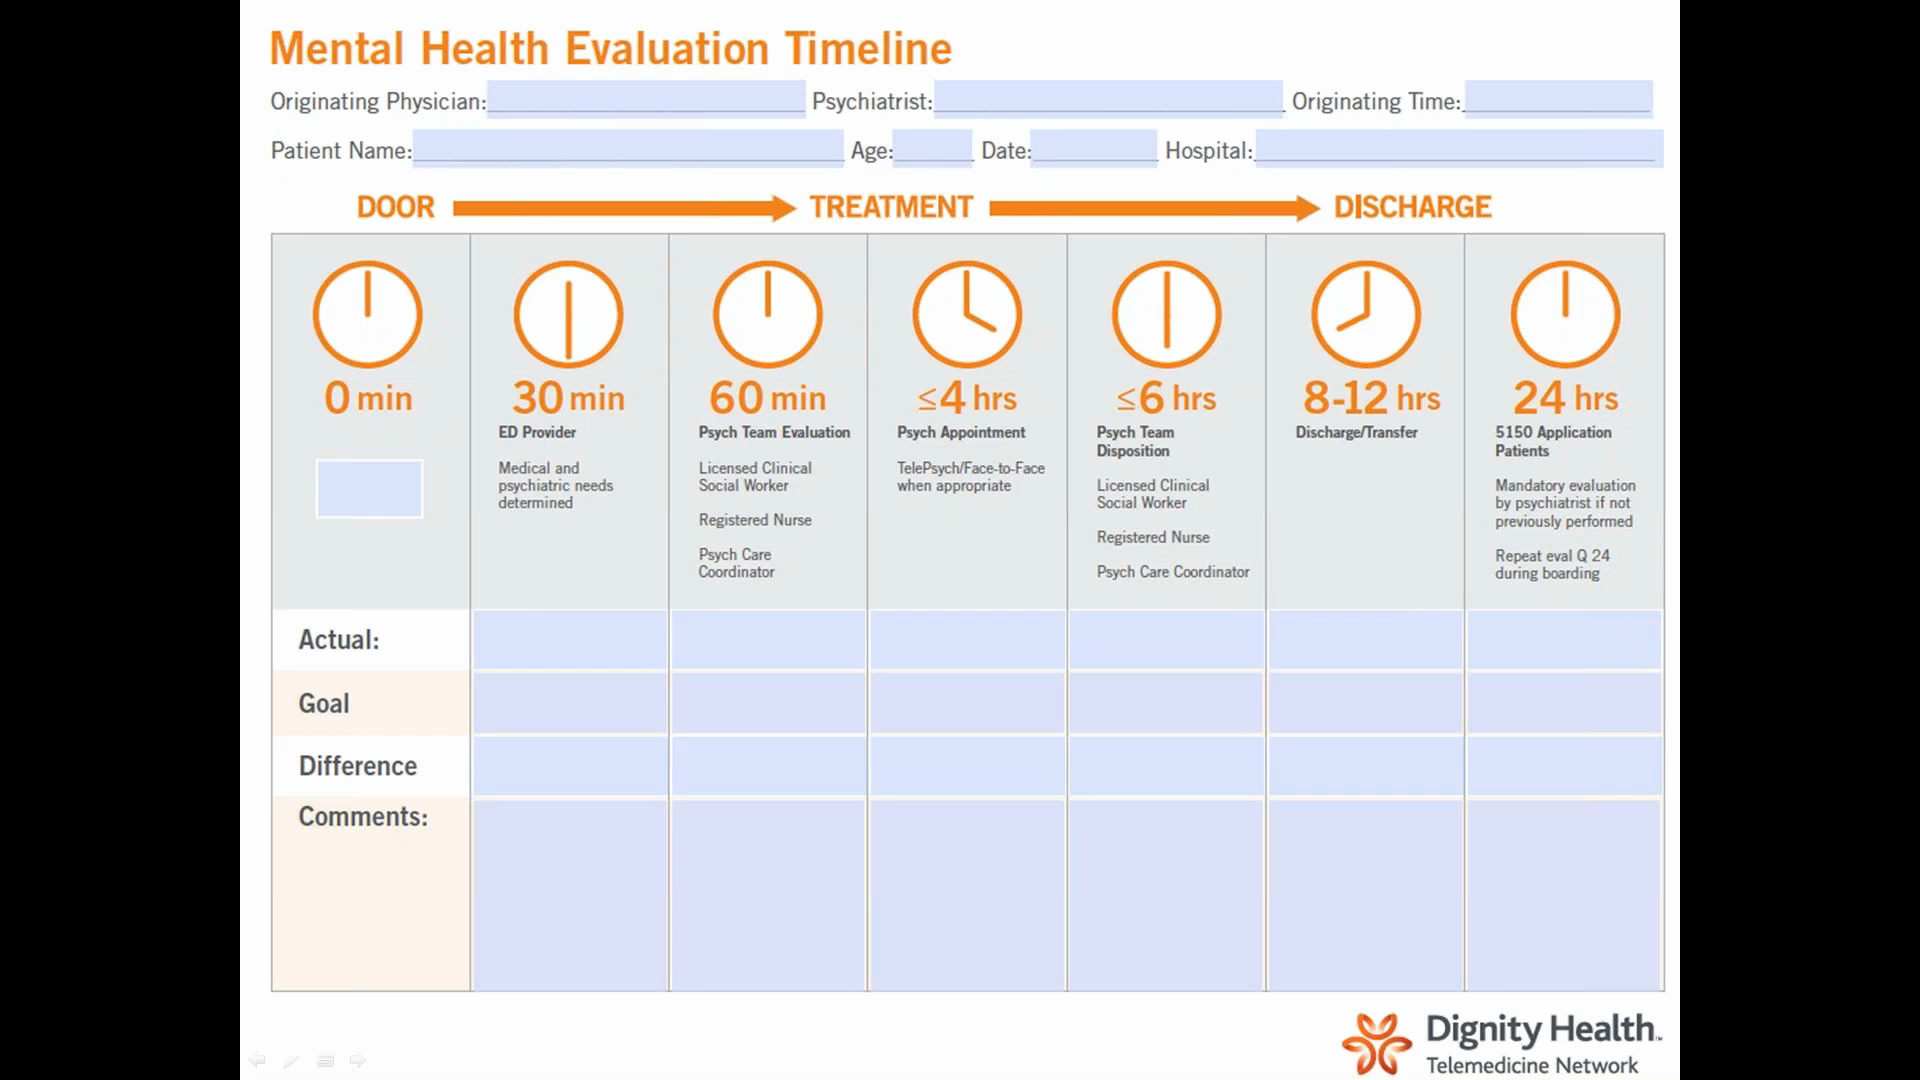 Mental Health Evaluation Timeline
Originating Physician: Psychiatrist: Originating Time:
Patient Name: Age: Date: Hospital:
DOOR TREATMENT DISCHARGE
0 min
30 min
ED Provider
Medical and
psychiatric needs
determined
60 min
Psych Team Evaluation
Licensed Clinical
Social Worker
Registered Nurse
Psych Care
Coordinator
≤4 hrs
Psych Appointment
TelePsych/Face-to-Face
when appropriate
≤6 hrs
Psych Team
Disposition
Licensed Clinical
Social Worker
Registered Nurse
Psych Care Coordinator
8-12 hrs
Discharge/Transfer
24 hrs
5150 Application
Patients
Mandatory evaluation
by psychiatrist if not
previously performed
Repeat eval Q 24
during boarding
Actual:
Goal
Difference
Comments:
Dignity Health™
Telemedicine Network